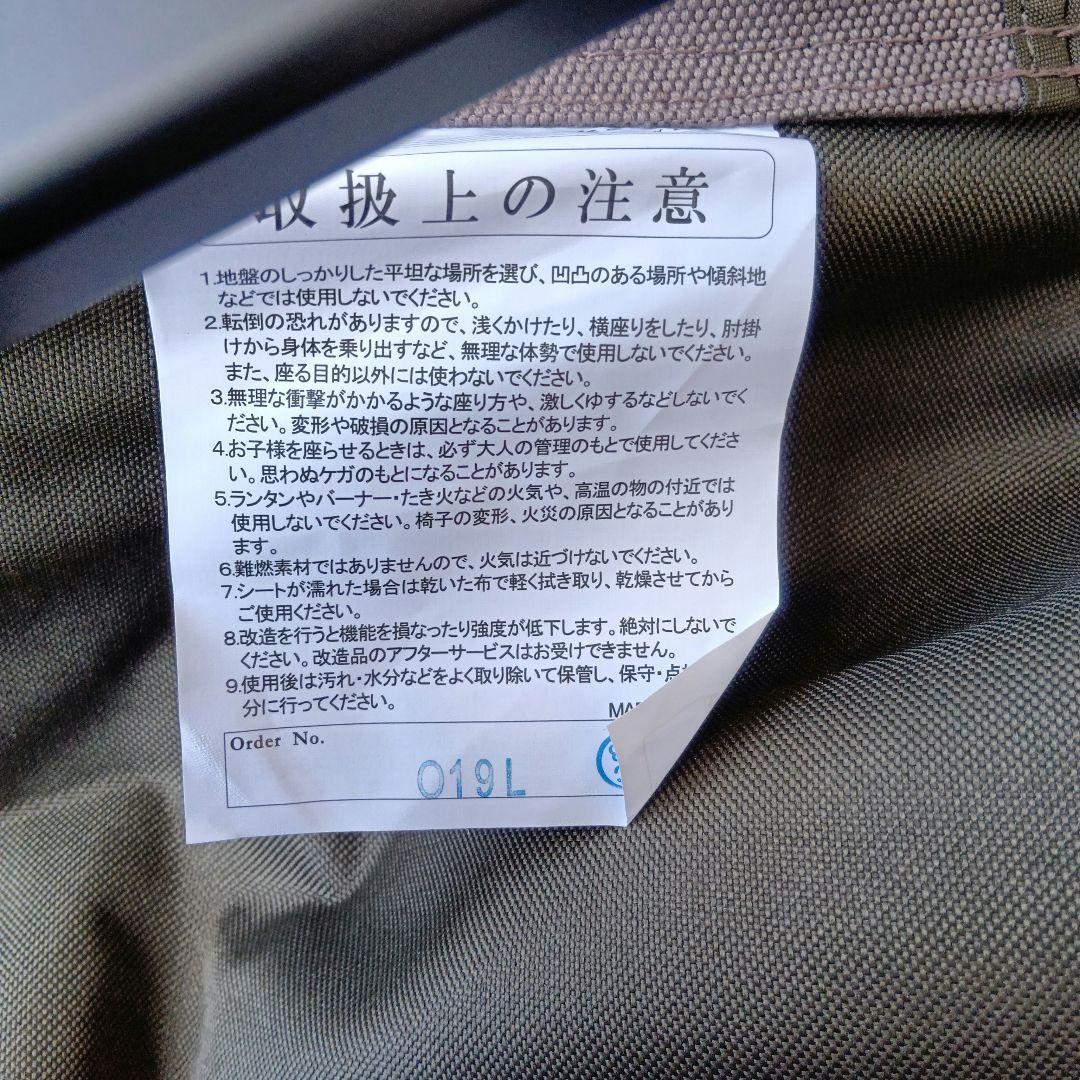 取扱上の注意
1.地盤のしっかりした平坦な場所を選び、凹凸のある場所や傾斜地
などでは使用しないでください。
2.転倒の恐れがありますので、浅くかけたり、横座りをしたり、肘掛
けから身体を乗り出すなど、無理な体勢で使用しないでください。
また、座る目的以外には使わないでください。
3.無理な衝撃がかかるような座り方や、激しくゆするなどしないでく
ださい。変形や破損の原因となることがあります。
4.お子様を座らせるときは、必ず大人の管理のもとで使用してくださ
い。思わぬケガのもとになることがあります。
5.ランタンやバーナー・たき火などの火気や、高温の物の付近では
使用しないでください。椅子の変形、火災の原因となることがあり
ます。
6.難燃素材ではありませんので、火気は近づけないでください。
7.シートが濡れた場合は乾いた布で軽く拭き取り、乾燥させてから
ご使用ください。
8.改造を行うと機能を損なったり強度が低下します。絶対にしないで
ください。改造品のアフターサービスはお受けできません。
9.使用後は汚れ・水分などをよく取り除いて保管し、保守・点
分に行ってください。
Order No.
019L